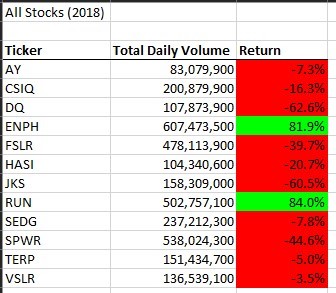 All Stocks (2018)
Ticker Total Daily Volume Return
AY 83,079,900 -7.3%
CSIQ 200,879,900 -16.3%
DQ 107,873,900 -62.6%
ENPH 607,473,500 81.9%
FSLR 478,113,900 -39.7%
HASI 104,340,600 -20.7%
JKS 158,309,000 -60.5%
RUN 502,757,100 84.0%
SEDG 237,212,300 -7.8%
SPWR 538,024,300 -44.6%
TERP 151,434,700 -5.0%
VSLR 136,539,100 -3.5%